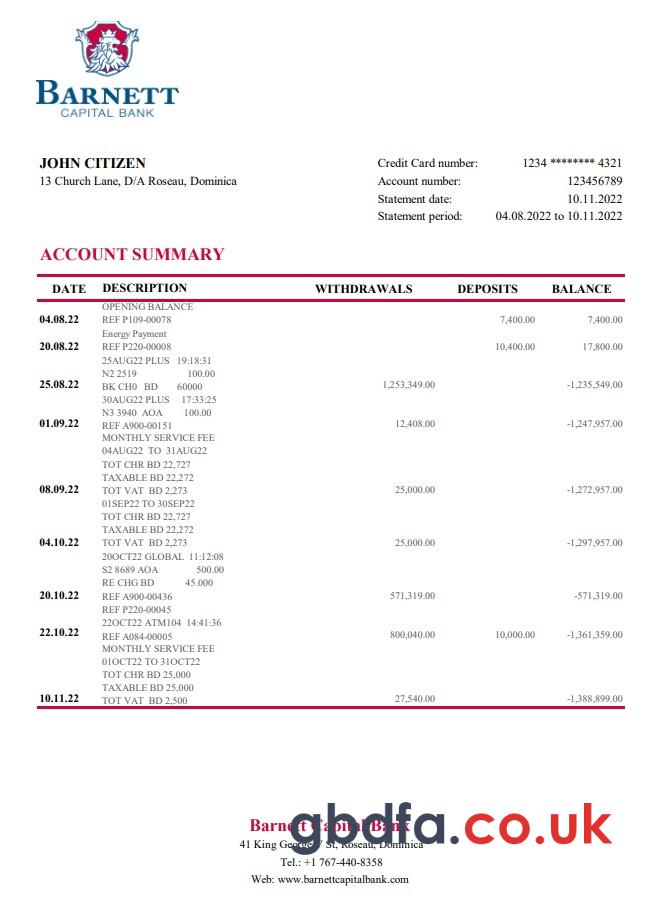 BARNETT
CAPITAL BANK
JOHN CITIZEN
13 Church Lane, D/A Roseau, Dominica
Credit Card number: 1234 ******** 4321
Account number: 123456789
Statement date: 10.11.2022
Statement period: 04.08.2022 to 10.11.2022
ACCOUNT SUMMARY
DATE DESCRIPTION WITHDRAWALS DEPOSITS BALANCE
OPENING BALANCE
04.08.22 REF P109-00078 7,400.00 7,400.00
Energy Payment
20.08.22 REF P220-00008 10,400.00 17,800.00
25AUG22 PLUS 19:18:31
N2 2519 100.00
25.08.22 BK CH0 BD 60000 1,253,349.00 -1,235,549.00
30AUG22 PLUS 17:33:25
N3 3940 AOA 100.00
01.09.22 REF A900-00151 12,408.00 -1,247,957.00
MONTHLY SERVICE FEE
04AUG22 TO 31AUG22
TOT CHR BD 22,727
TAXABLE BD 22,272
08.09.22 TOT VAT BD 2,273 25,000.00 -1,272,957.00
01SEP22 TO 30SEP22
TOT CHR BD 22,727
TAXABLE BD 22,272
04.10.22 TOT VAT BD 2,273 25,000.00 -1,297,957.00
20OCT22 GLOBAL 11:12:08
S2 8689 AOA 500.00
RE CHG BD 45.000
20.10.22 REF A900-00436 571,319.00 -571,319.00
REF P220-00045
22OCT22 ATM104 14:41:36
22.10.22 REF A084-00005 800,040.00 10,000.00 -1,361,359.00
MONTHLY SERVICE FEE
01OCT22 TO 31OCT22
TOT CHR BD 25,000
TAXABLE BD 25,000
10.11.22 TOT VAT BD 2,500 27,540.00 -1,388,899.00
Barnett Capital Bank
gbdfa.co.uk
41 King George V St, Roseau, Dominica
Tel.: +1 767-440-8358
Web: www.barnettcapitalbank.com